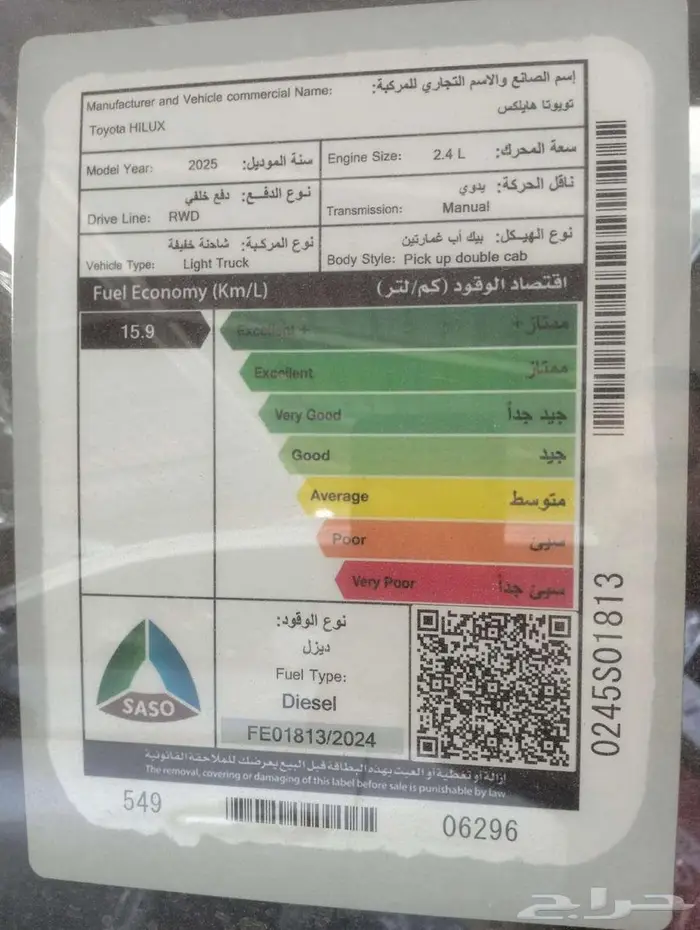 إسم الصانع والاسم التجاري للمركبة:
Manufacturer and Vehicle commercial Name:
تويوتا هايلكس
Toyota HILUX
Model Year: 2025 سنة الموديل:
Engine Size: 2.4 L سعة المحرك:
نوع الدفع: دفع خلفي
Drive Line: RWD
ناقل الحركة: يدوي
Transmission: Manual
نوع المركبة: شاحنة خفيفة
Vehicle Type: Light Truck
نوع الهيكل: بيك أب غمارتين
Body Style: Pick up double cab
Fuel Economy (Km/L) اقتصاد الوقود (كم/لتر)
15.9
Excellent + ممتاز+
Excellent ممتاز
Very Good جيد جداً
Good جيد
Average متوسط
Poor سيئ
Very Poor سيئ جداً
SASO
نوع الوقود:
ديزل
Fuel Type:
Diesel
FE01813/2024
إزالة أو تغطية أو العبث بهذه البطاقة قبل البيع يعرضك للملاحقة القانونية
The removal, covering or damaging of this label before sale is punishable by law
549
06296
0245S01813
حراج